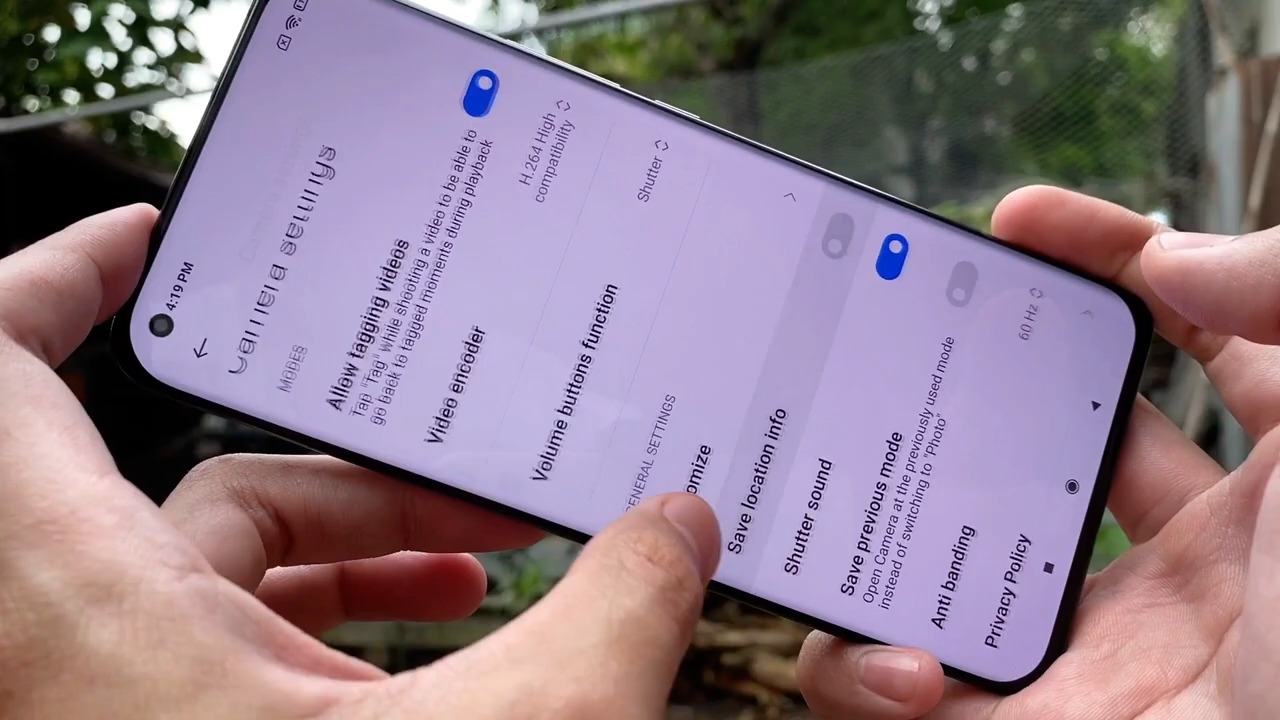 4:19 PM
Camera settings
MODES
Allow tagging videos
Tap "Tag" while shooting a video to be able to
go back to tagged moments during playback
Video encoder
H.264 High
compatibility
Volume buttons function
Shutter
GENERAL SETTINGS
omize
Save location info
Shutter sound
Save previous mode
Open Camera at the previously used mode
instead of switching to "Photo"
Anti banding
60 Hz
Privacy Policy